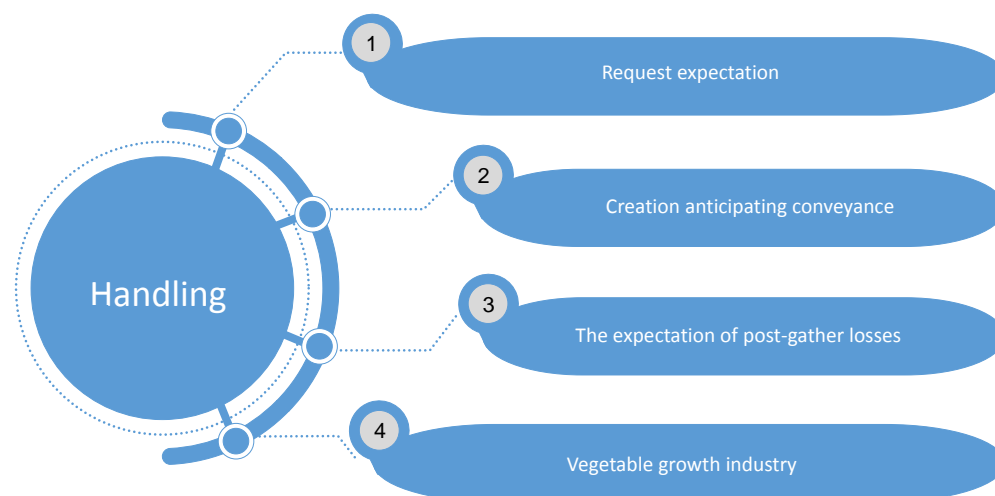 1
Request expectation
2
Creation anticipating conveyance
Handling
3
The expectation of post-gather losses
4
Vegetable growth industry